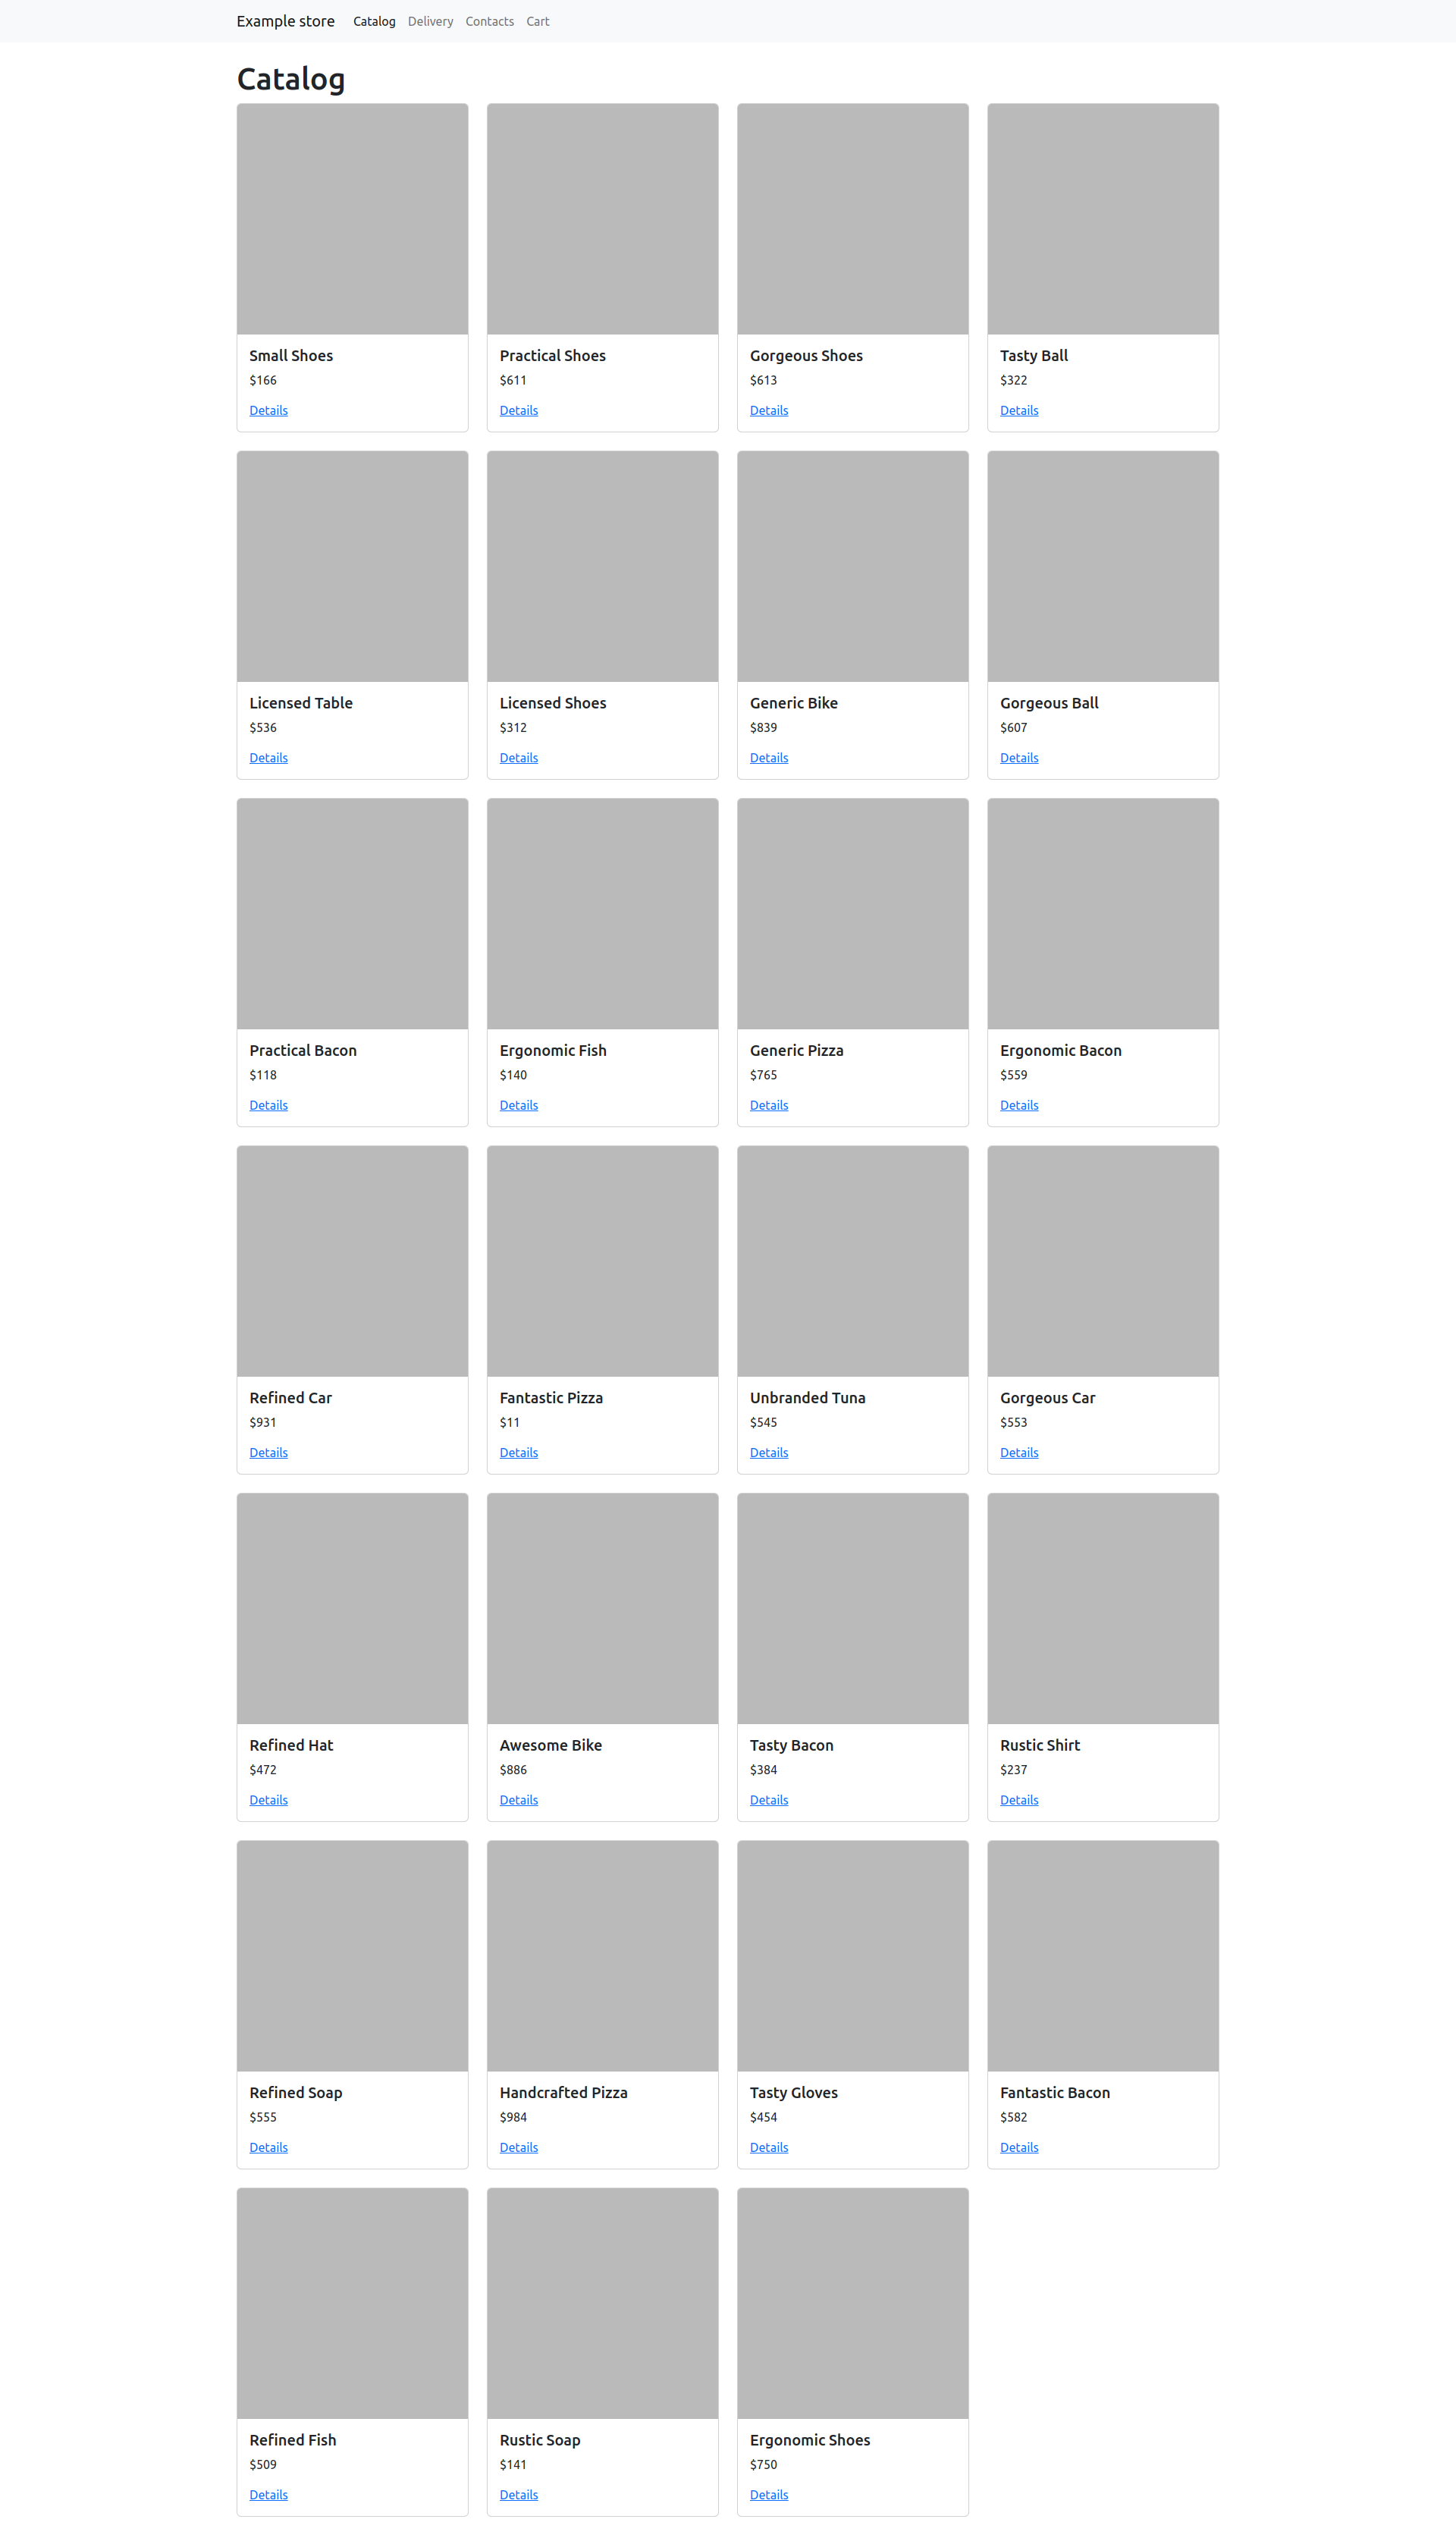 Example store Catalog Delivery Contacts Cart
Catalog
Small Shoes
$166
Details
Practical Shoes
$611
Details
Gorgeous Shoes
$613
Details
Tasty Ball
$322
Details
Licensed Table
$536
Details
Licensed Shoes
$312
Details
Generic Bike
$839
Details
Gorgeous Ball
$607
Details
Practical Bacon
$118
Details
Ergonomic Fish
$140
Details
Generic Pizza
$765
Details
Ergonomic Bacon
$559
Details
Refined Car
$931
Details
Fantastic Pizza
$11
Details
Unbranded Tuna
$545
Details
Gorgeous Car
$553
Details
Refined Hat
$472
Details
Awesome Bike
$886
Details
Tasty Bacon
$384
Details
Rustic Shirt
$237
Details
Refined Soap
$555
Details
Handcrafted Pizza
$984
Details
Tasty Gloves
$454
Details
Fantastic Bacon
$582
Details
Refined Fish
$509
Details
Rustic Soap
$141
Details
Ergonomic Shoes
$750
Details